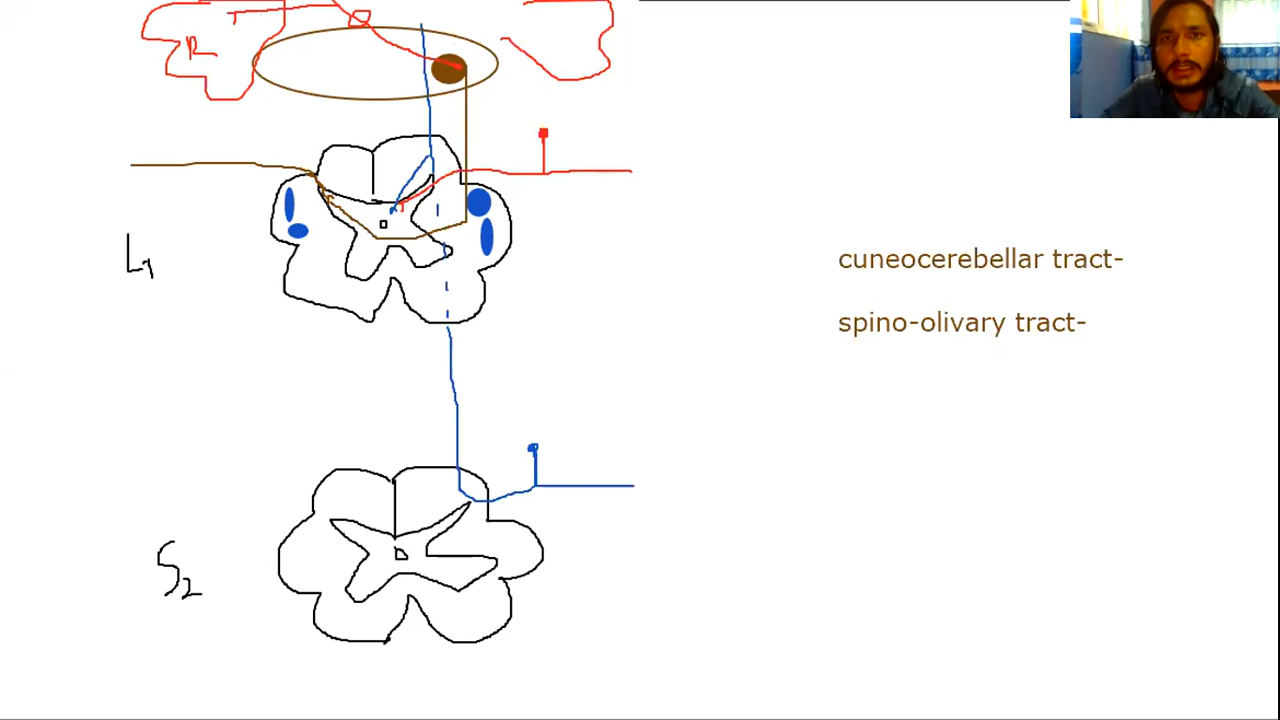 R
L1
cuneocerebellar tract-
spino-olivary tract-
S2